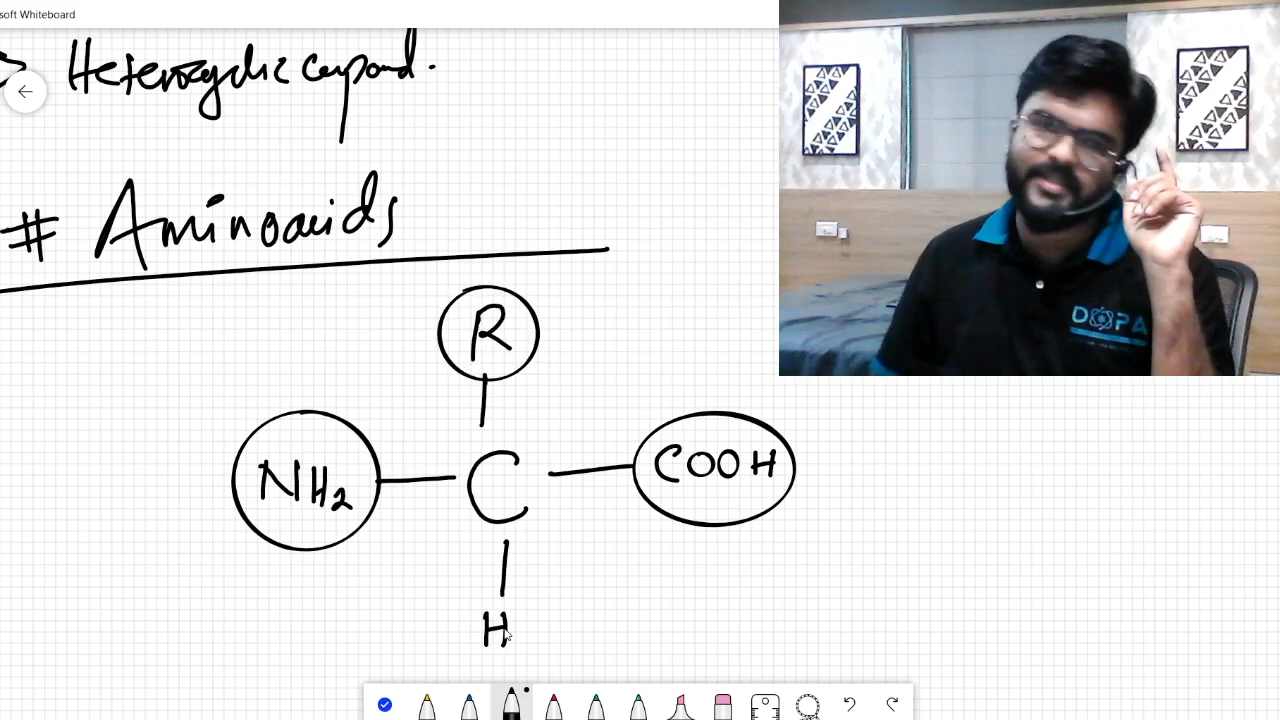 soft Whiteboard
Heterocyclic compound.
# Aminoacids
R
NH2 C COOH
H
DOPA